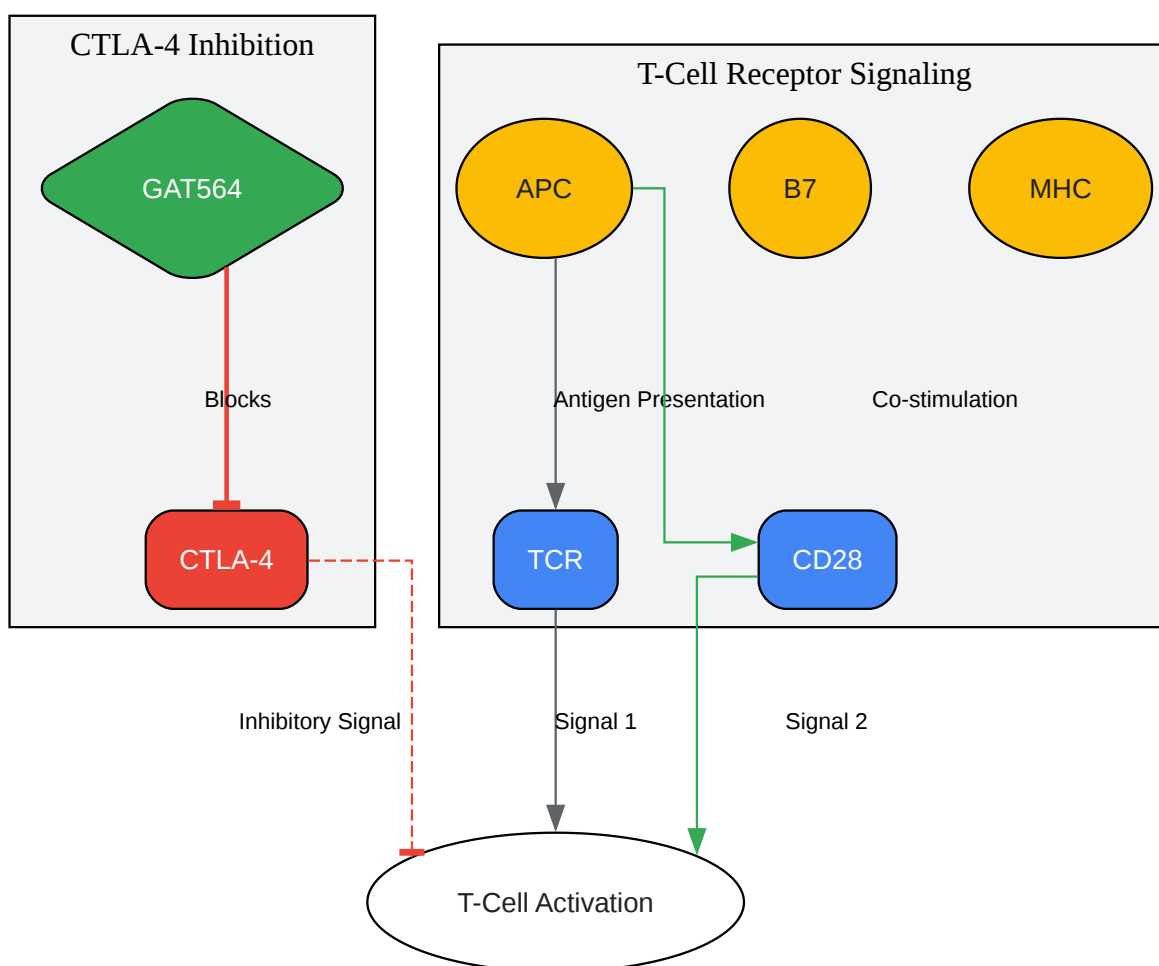 CTLA-4 Inhibition
T-Cell Receptor Signaling
GAT564
APC
B7
MHC
Blocks
Antigen Presentation
Co-stimulation
CTLA-4
TCR
CD28
Inhibitory Signal
Signal 1
Signal 2
T-Cell Activation